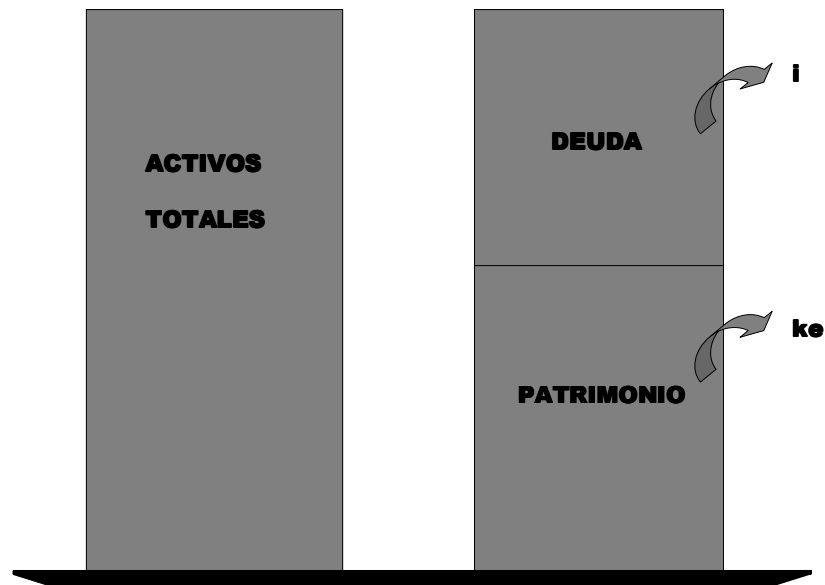 ACTIVOS
TOTALES
DEUDA
i
PATRIMONIO
ke